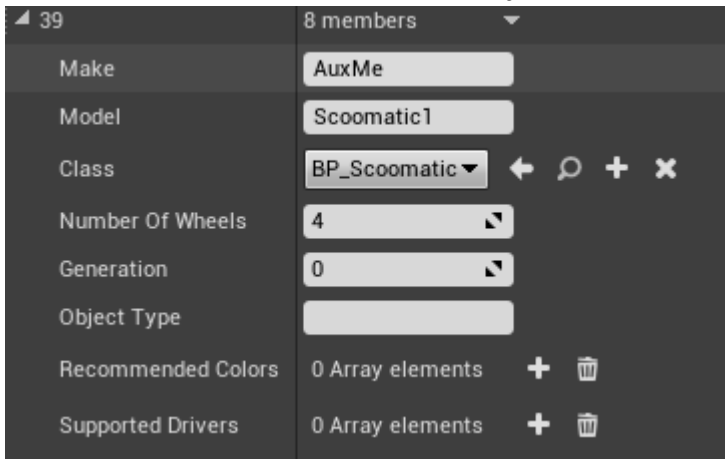 39 8 members
Make AuxMe
Model Scoomatic1
Class BP_Scoomatic
Number Of Wheels 4
Generation 0
Object Type
Recommended Colors 0 Array elements
Supported Drivers 0 Array elements